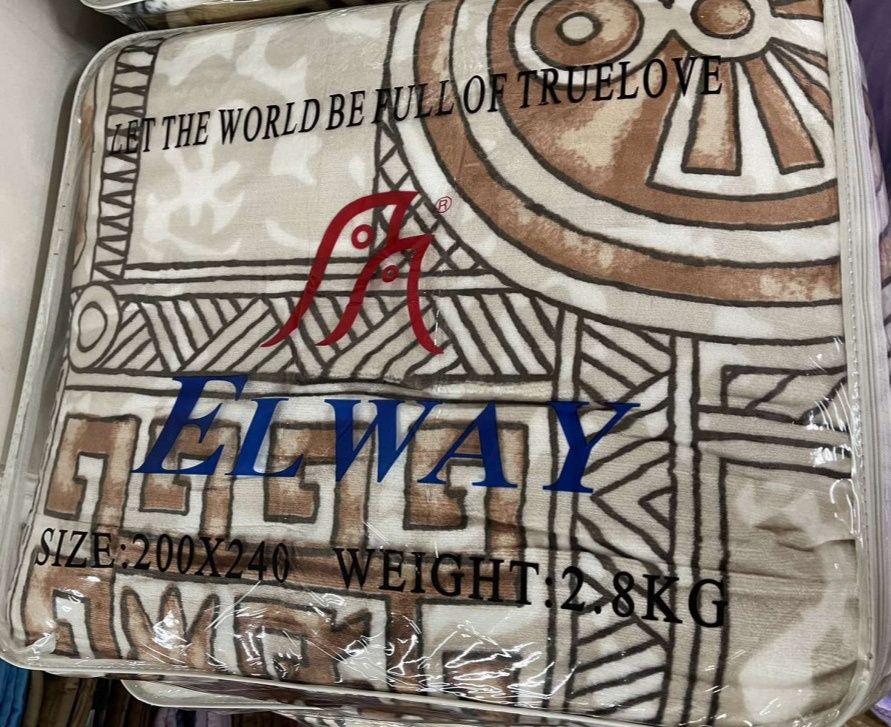 LET THE WORLD BE FULL OF TRUELOVE
®
ELWAY
SIZE:200X240 WEIGHT:2.8KG